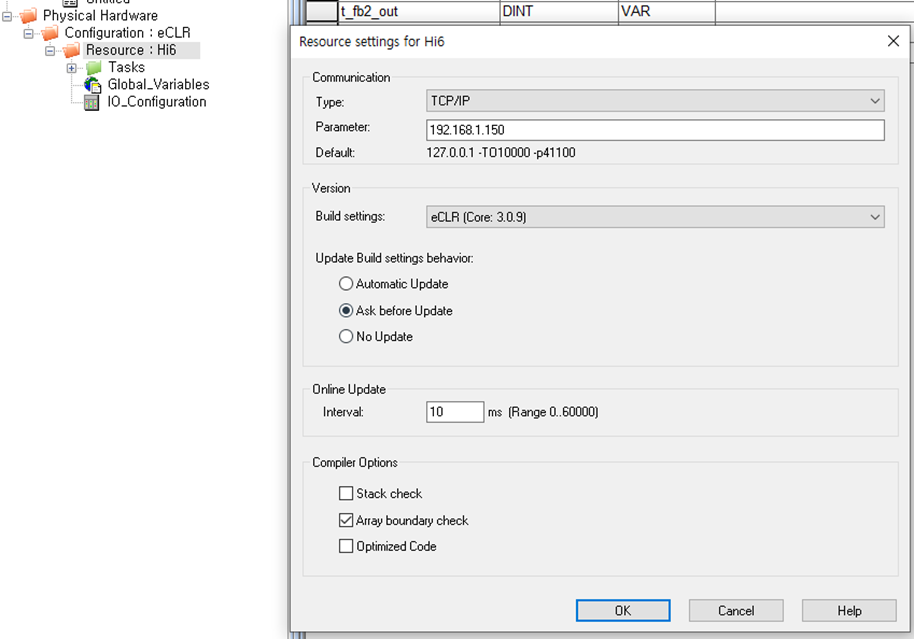 Untitled
Physical Hardware
Configuration : eCLR
Resource : Hi6
Tasks
Global_Variables
IO_Configuration
t_fb2_out DINT VAR
Resource settings for Hi6
Communication
Type: TCP/IP
Parameter: 192.168.1.150
Default: 127.0.0.1 -TO10000 -p41100
Version
Build settings: eCLR (Core: 3.0.9)
Update Build settings behavior:
Automatic Update
Ask before Update
No Update
Online Update
Interval: 10 ms (Range 0..60000)
Compiler Options
Stack check
Array boundary check
Optimized Code
OK Cancel Help